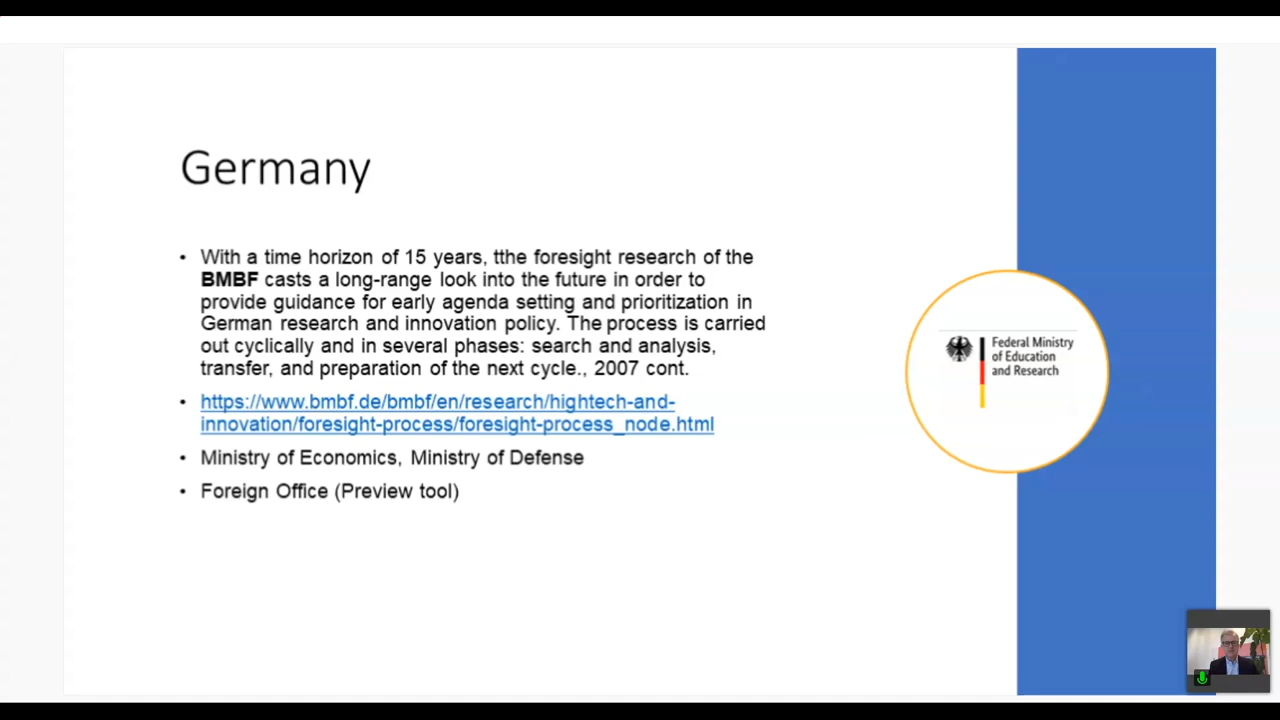 Germany
• With a time horizon of 15 years, tthe foresight research of the
BMBF casts a long-range look into the future in order to
provide guidance for early agenda setting and prioritization in
German research and innovation policy. The process is carried
out cyclically and in several phases: search and analysis,
transfer, and preparation of the next cycle., 2007 cont.
• https://www.bmbf.de/bmbf/en/research/hightech-and-
innovation/foresight-process/foresight-process_node.html
• Ministry of Economics, Ministry of Defense
• Foreign Office (Preview tool)
Federal Ministry
of Education
and Research